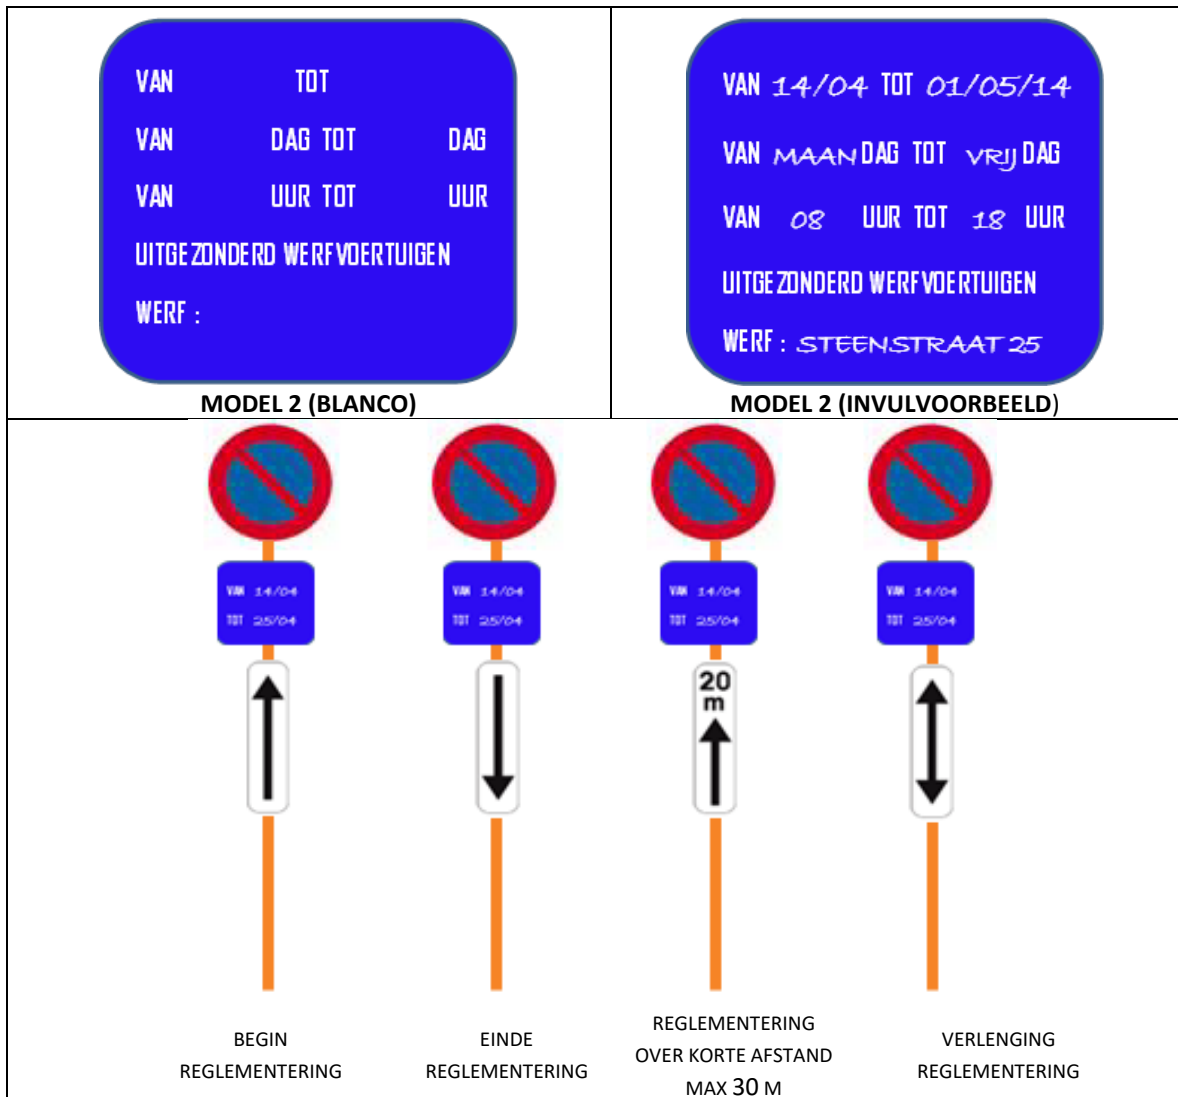 VAN TOT
VAN DAG TOT DAG
VAN UUR TOT UUR
UITGEZONDERD WERFVOERTUIGEN
WERF :
MODEL 2 (BLANCO)
VAN 14/04 TOT 01/05/14
VAN MAANDAG TOT VRIJDAG
VAN 08 UUR TOT 18 UUR
UITGEZONDERD WERFVOERTUIGEN
WERF : STEENSTRAAT 25
MODEL 2 (INVULVOORBEELD)
VAN 14/04
TOT 25/04
BEGIN
REGLEMENTERING
VAN 14/04
TOT 25/04
EINDE
REGLEMENTERING
VAN 14/04
TOT 25/04
20
m
REGLEMENTERING
OVER KORTE AFSTAND
MAX 30 M
VAN 14/04
TOT 25/04
VERLENGING
REGLEMENTERING